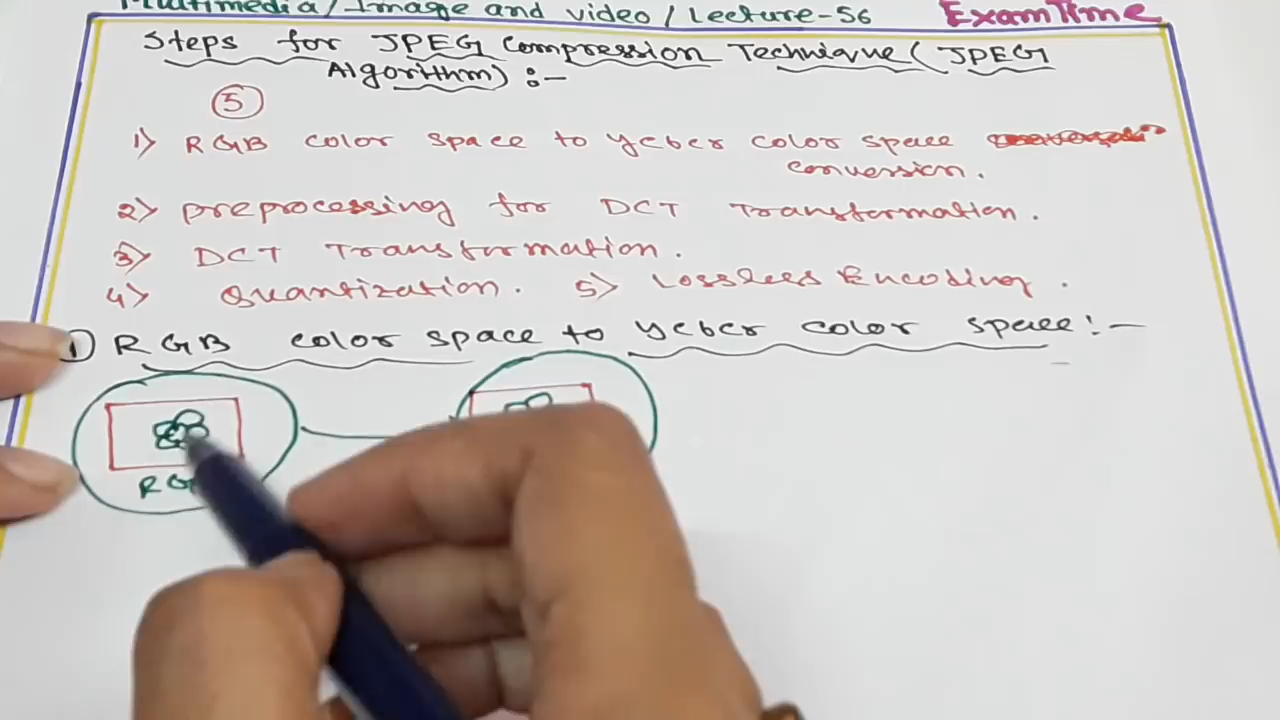 Multimedia/Image and video/Lecture-56
ExamTime
Steps for JPEG Compression Technique (JPEG
Algorithm) :-
5
1) RGB color space to ycbcr color space
conversion.
2) preprocessing for DCT Transformation.
3) DCT Transformation.
4) Quantization. 5) Lossless Encoding.
1 RGB color space to ycbcr color space:-